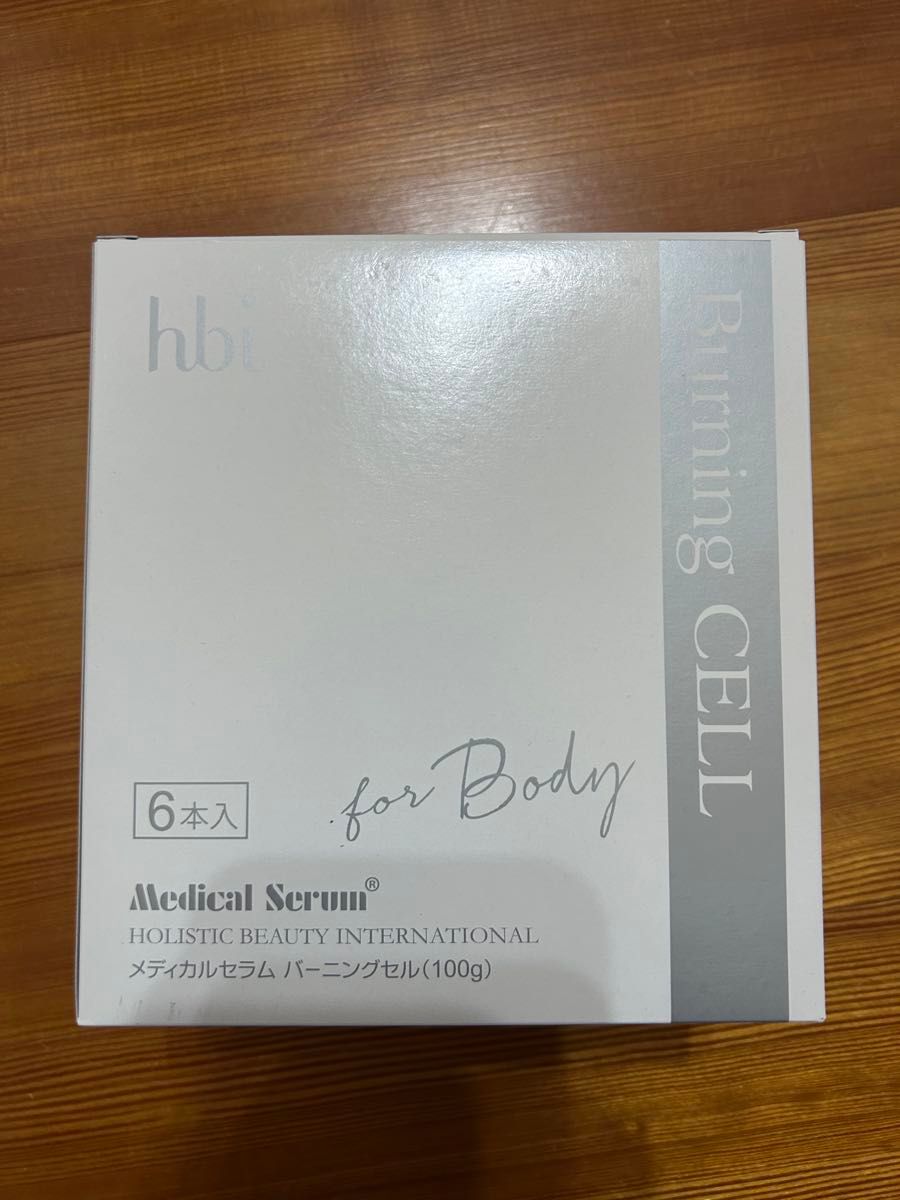 hbi
Burning CELL
for Body
6本入
Medical Serum®
HOLISTIC BEAUTY INTERNATIONAL
メディカルセラム バーニングセル(100g)